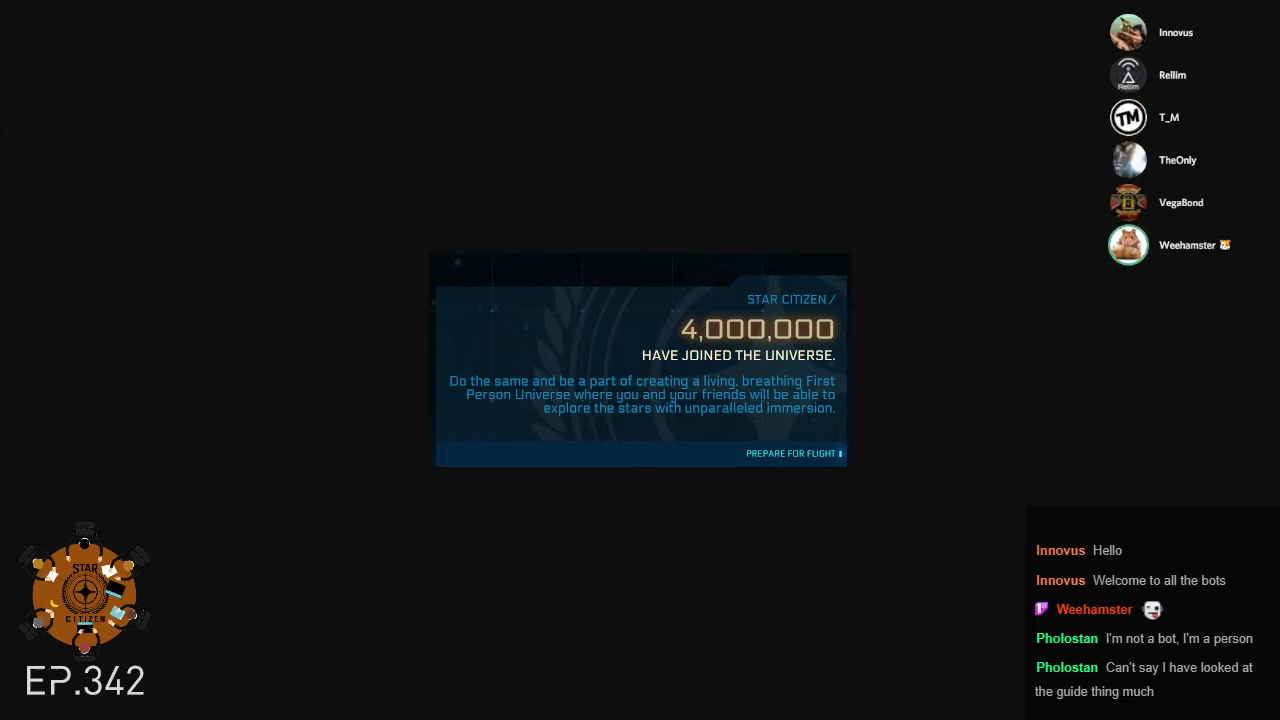 Innovus
Rellim
Rellim
T_M
TM
TheOnly
VegaBond
Weehamster
STAR CITIZEN /
4,000,000
HAVE JOINED THE UNIVERSE.
Do the same and be a part of creating a living, breathing First
Person Universe where you and your friends will be able to
explore the stars with unparalleled immersion.
PREPARE FOR FLIGHT
STAR
CITIZEN
EP.342
Innovus Hello
Innovus Welcome to all the bots
Weehamster
Pholostan I'm not a bot, I'm a person
Pholostan Can't say I have looked at
the guide thing much